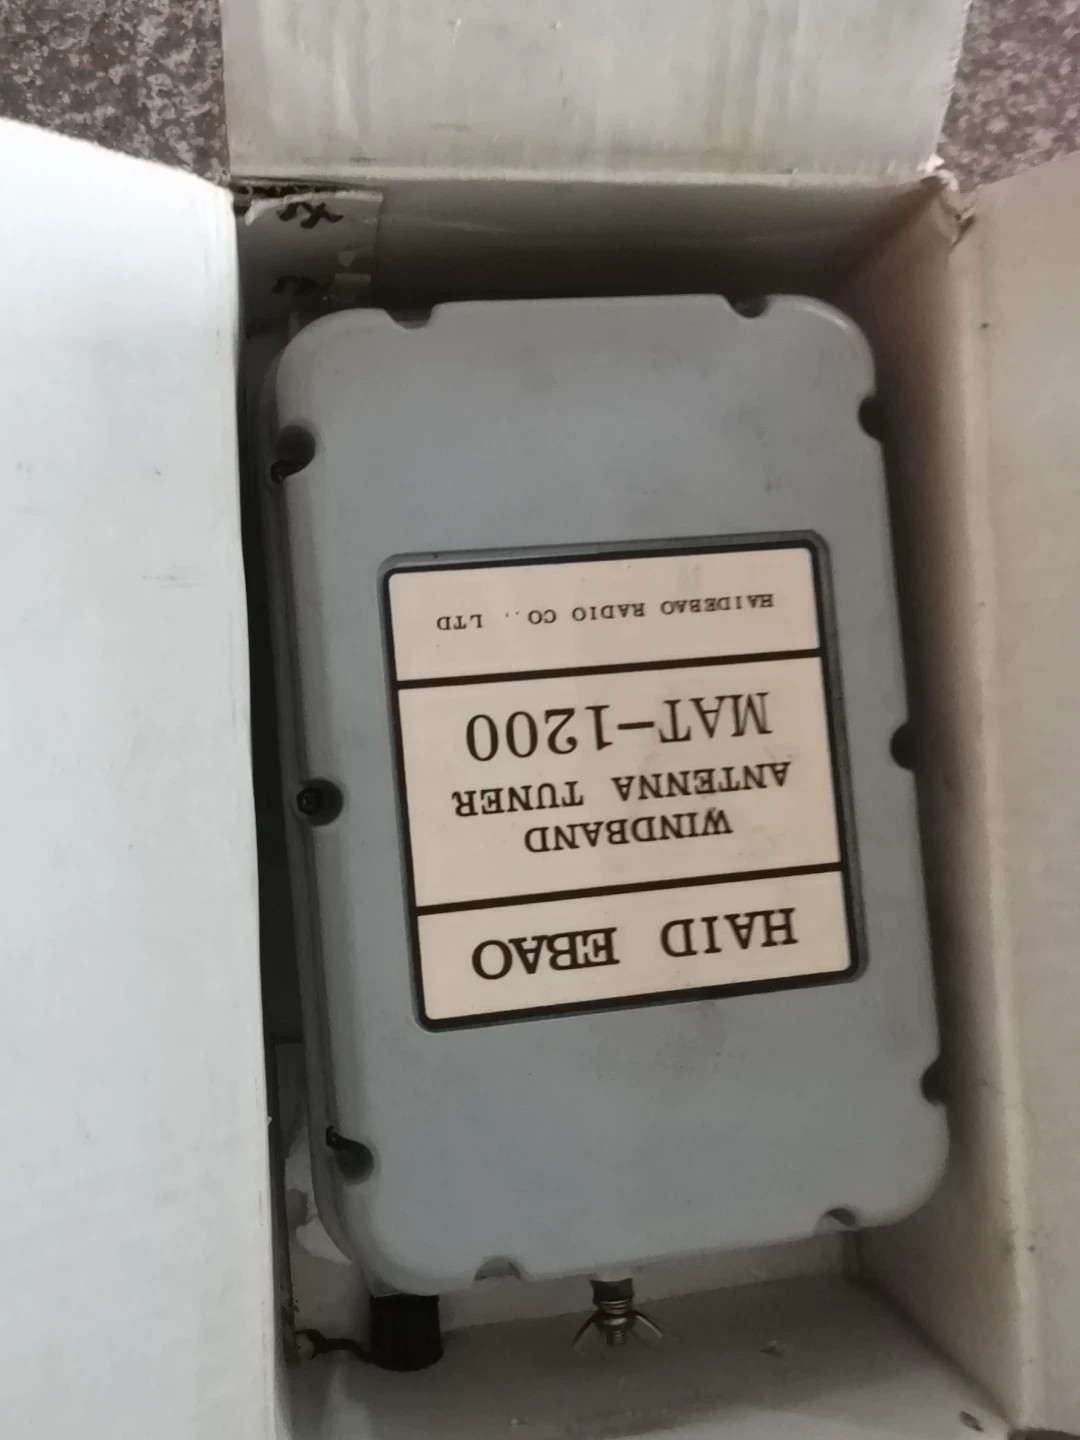 HAID EBAO
WINDBAND
ANTENNA TUNER
MAT-1200
HAIDEBAO RADIO CO.. LTD